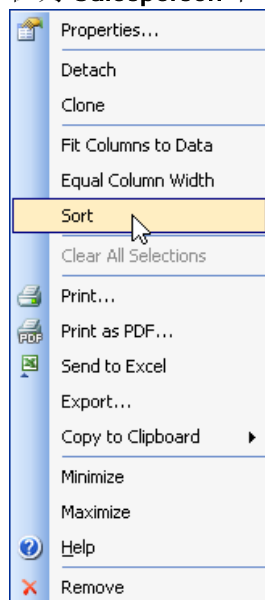 Salesperson
Properties...
Detach
Clone
Fit Columns to Data
Equal Column Width
Sort
Clear All Selections
Print...
Print as PDF...
Send to Excel
Export...
Copy to Clipboard
Minimize
Maximize
Help
Remove